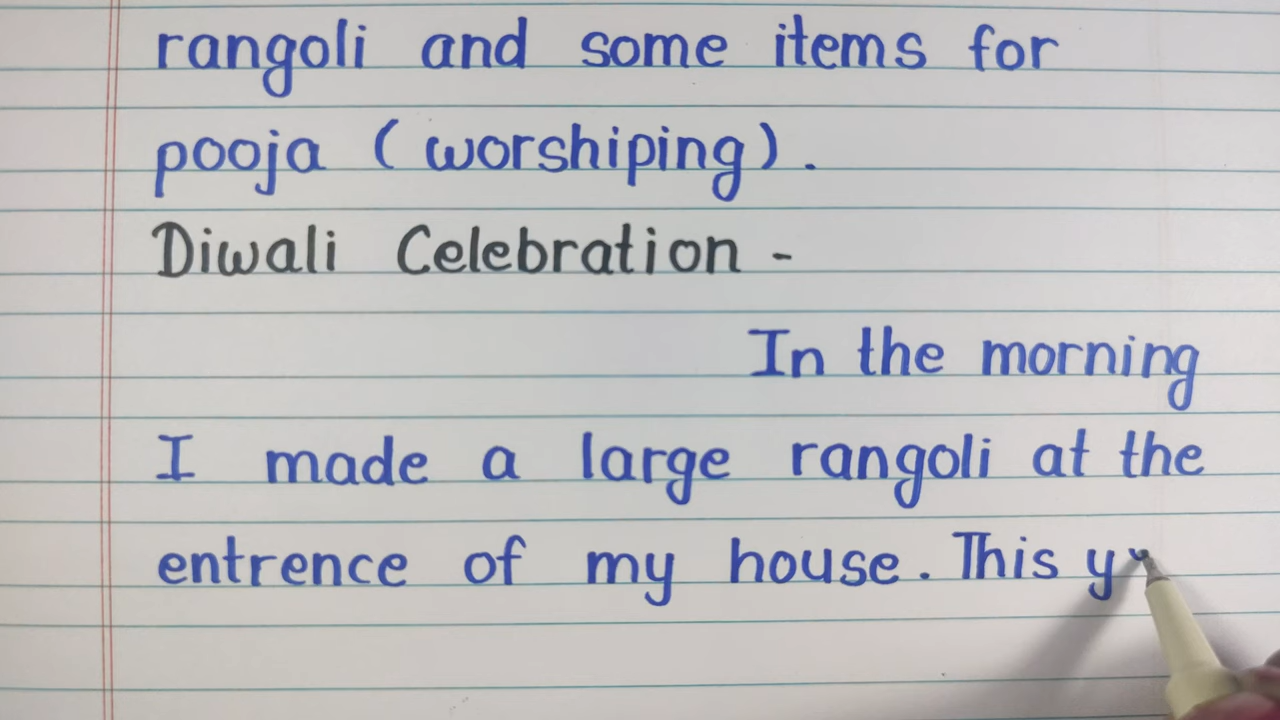 rangoli and some items for
pooja (worshiping).
Diwali Celebration -
In the morning
I made a large rangoli at the
entrence of my house. This